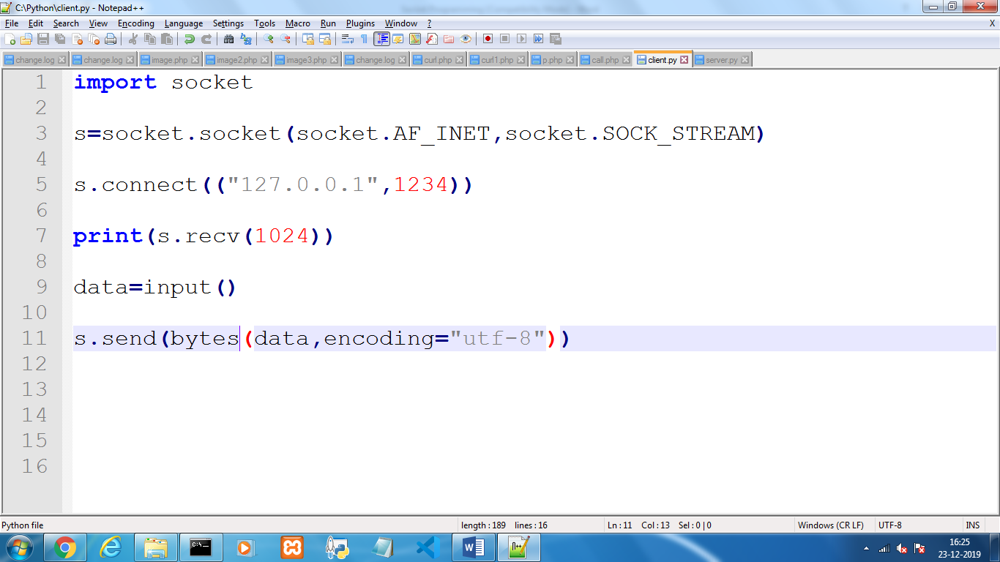 C:\Python\client.py - Notepad++
File Edit Search View Encoding Language Settings Tools Macro Run Plugins Window ? X
change.log change.log image.php image2.php image3.php change.log curl.php curl1.php p.php call.php client.py server.py
1 import socket
2
3 s=socket.socket(socket.AF_INET,socket.SOCK_STREAM)
4
5 s.connect(("127.0.0.1",1234))
6
7 print(s.recv(1024))
8
9 data=input()
10
11 s.send(bytes(data,encoding="utf-8"))
12
13
14
15
16
Python file length : 189 lines : 16 Ln : 11 Col : 13 Sel : 0 | 0 Windows (CR LF) UTF-8 INS
16:25
23-12-2019